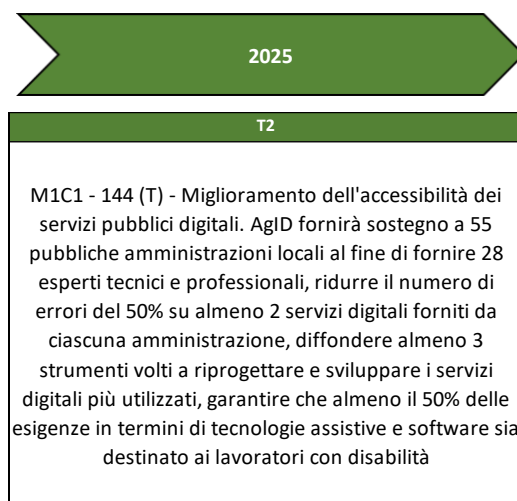 2025
T2
M1C1 - 144 (T) - Miglioramento dell'accessibilità dei
servizi pubblici digitali. AgID fornirà sostegno a 55
pubbliche amministrazioni locali al fine di fornire 28
esperti tecnici e professionali, ridurre il numero di
errori del 50% su almeno 2 servizi digitali forniti da
ciascuna amministrazione, diffondere almeno 3
strumenti volti a riprogettare e sviluppare i servizi
digitali più utilizzati, garantire che almeno il 50% delle
esigenze in termini di tecnologie assistive e software sia
destinato ai lavoratori con disabilità